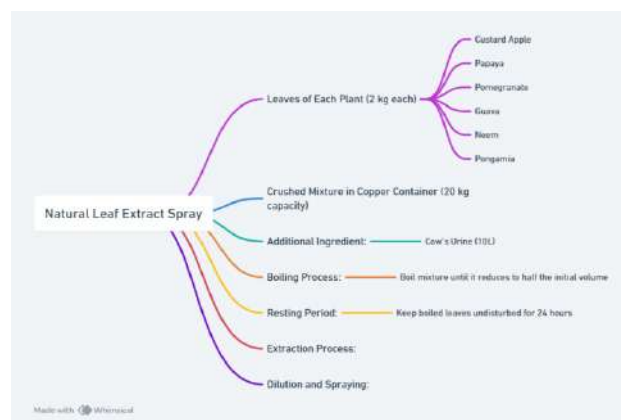 Custard Apple
Papaya
Leaves of Each Plant (2 kg each)
Pomegranate
Guava
Neem
Pongamia
Natural Leaf Extract Spray
Crushed Mixture in Copper Container (20 kg
capacity)
Additional Ingredient:
Cow's Urine (10L)
Boiling Process:
Boil mixture until it reduces to half the initial volume
Resting Period:
Keep boiled leaves undisturbed for 24 hours
Extraction Process:
Dilution and Spraying:
Made with Whimsical